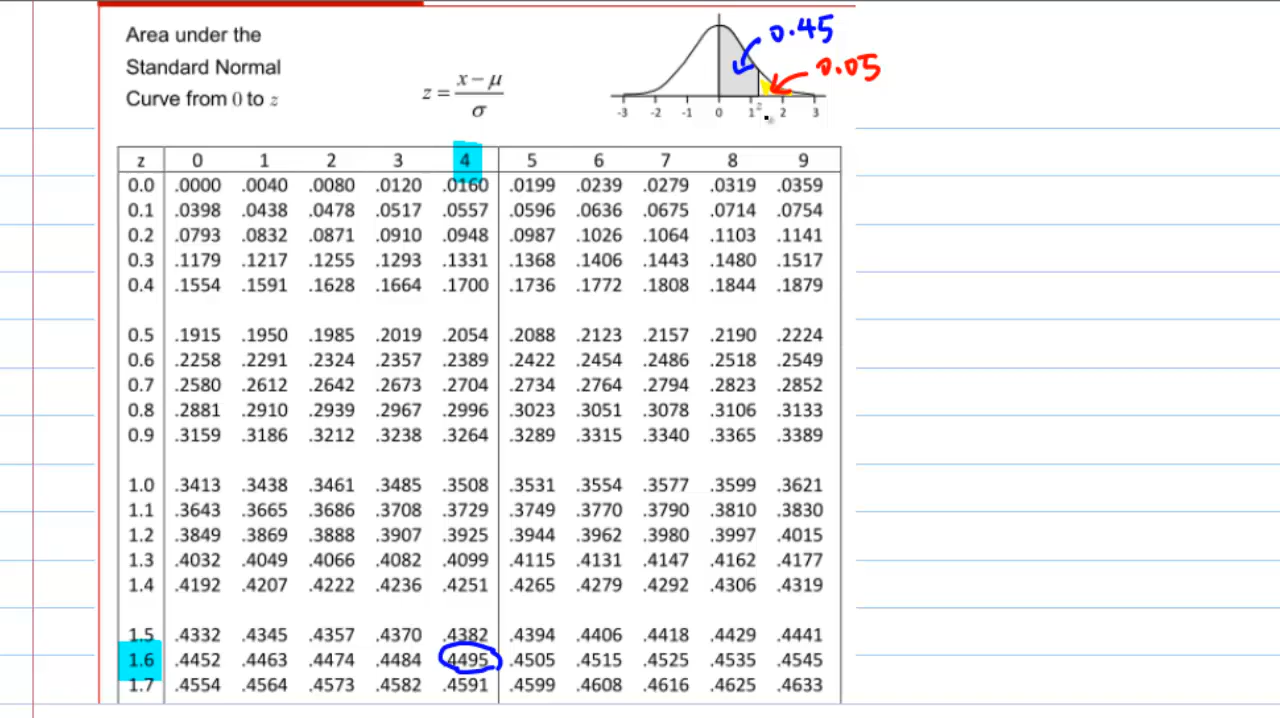 Area under the
Standard Normal
Curve from 0 to z
z = x − μ / σ
0.45
0.05
-3 -2 -1 0 1 z 2 3
z 0 1 2 3 4 5 6 7 8 9
0.0 .0000 .0040 .0080 .0120 .0160 .0199 .0239 .0279 .0319 .0359
0.1 .0398 .0438 .0478 .0517 .0557 .0596 .0636 .0675 .0714 .0754
0.2 .0793 .0832 .0871 .0910 .0948 .0987 .1026 .1064 .1103 .1141
0.3 .1179 .1217 .1255 .1293 .1331 .1368 .1406 .1443 .1480 .1517
0.4 .1554 .1591 .1628 .1664 .1700 .1736 .1772 .1808 .1844 .1879
0.5 .1915 .1950 .1985 .2019 .2054 .2088 .2123 .2157 .2190 .2224
0.6 .2258 .2291 .2324 .2357 .2389 .2422 .2454 .2486 .2518 .2549
0.7 .2580 .2612 .2642 .2673 .2704 .2734 .2764 .2794 .2823 .2852
0.8 .2881 .2910 .2939 .2967 .2996 .3023 .3051 .3078 .3106 .3133
0.9 .3159 .3186 .3212 .3238 .3264 .3289 .3315 .3340 .3365 .3389
1.0 .3413 .3438 .3461 .3485 .3508 .3531 .3554 .3577 .3599 .3621
1.1 .3643 .3665 .3686 .3708 .3729 .3749 .3770 .3790 .3810 .3830
1.2 .3849 .3869 .3888 .3907 .3925 .3944 .3962 .3980 .3997 .4015
1.3 .4032 .4049 .4066 .4082 .4099 .4115 .4131 .4147 .4162 .4177
1.4 .4192 .4207 .4222 .4236 .4251 .4265 .4279 .4292 .4306 .4319
1.5 .4332 .4345 .4357 .4370 .4382 .4394 .4406 .4418 .4429 .4441
1.6 .4452 .4463 .4474 .4484 .4495 .4505 .4515 .4525 .4535 .4545
1.7 .4554 .4564 .4573 .4582 .4591 .4599 .4608 .4616 .4625 .4633